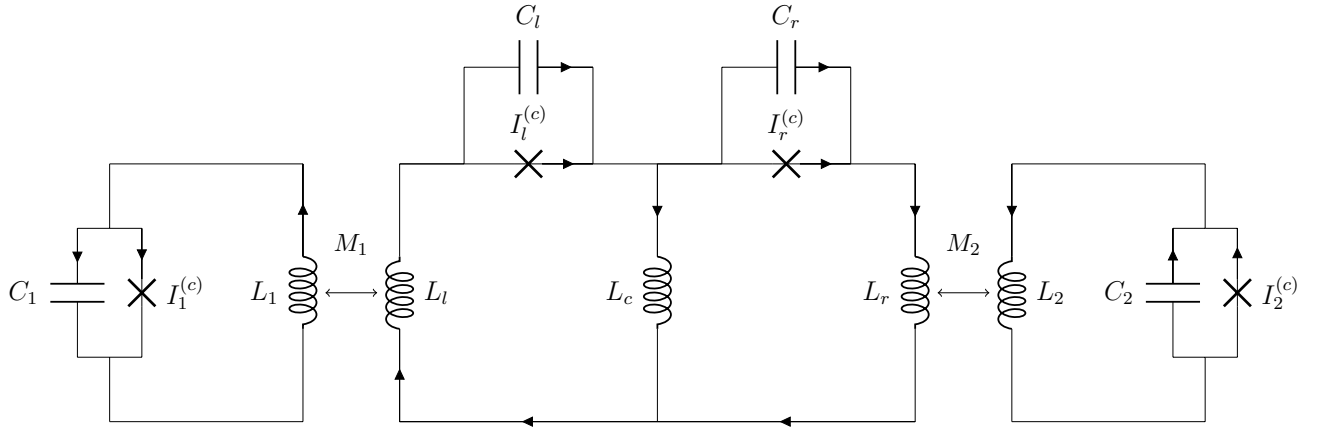 C_l
C_r
I_l^{(c)}
I_r^{(c)}
M_1
M_2
C_1
I_1^{(c)}
L_1
L_l
L_c
L_r
L_2
C_2
I_2^{(c)}